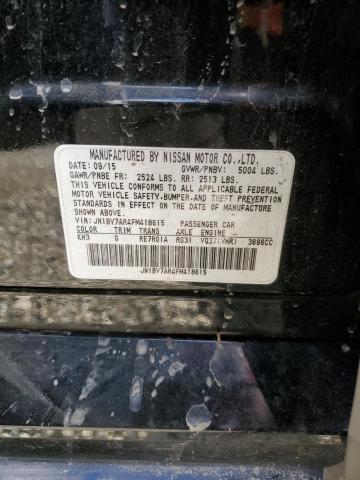 MANUFACTURED BY NISSAN MOTOR CO.,LTD.
DATE: 09/15 GVWR/PNBV: 5004 LBS.
GAWR/PNBE FR: 2524 LBS. RR: 2513 LBS.
THIS VEHICLE CONFORMS TO ALL APPLICABLE FEDERAL
MOTOR VEHICLE SAFETY,BUMPER,AND THEFT PREVENTION
STANDARDS IN EFFECT ON THE DATE OF MANUFACTURE
SHOWN ABOVE.
VIN : JN1BV7AR4FM418615 PASSENGER CAR
COLOR TRIM TRANS AXLE ENGINE
KH3 G RE7R01A RG31 VQ37(VHR) 3696CC
JN1BV7AR4FM418615